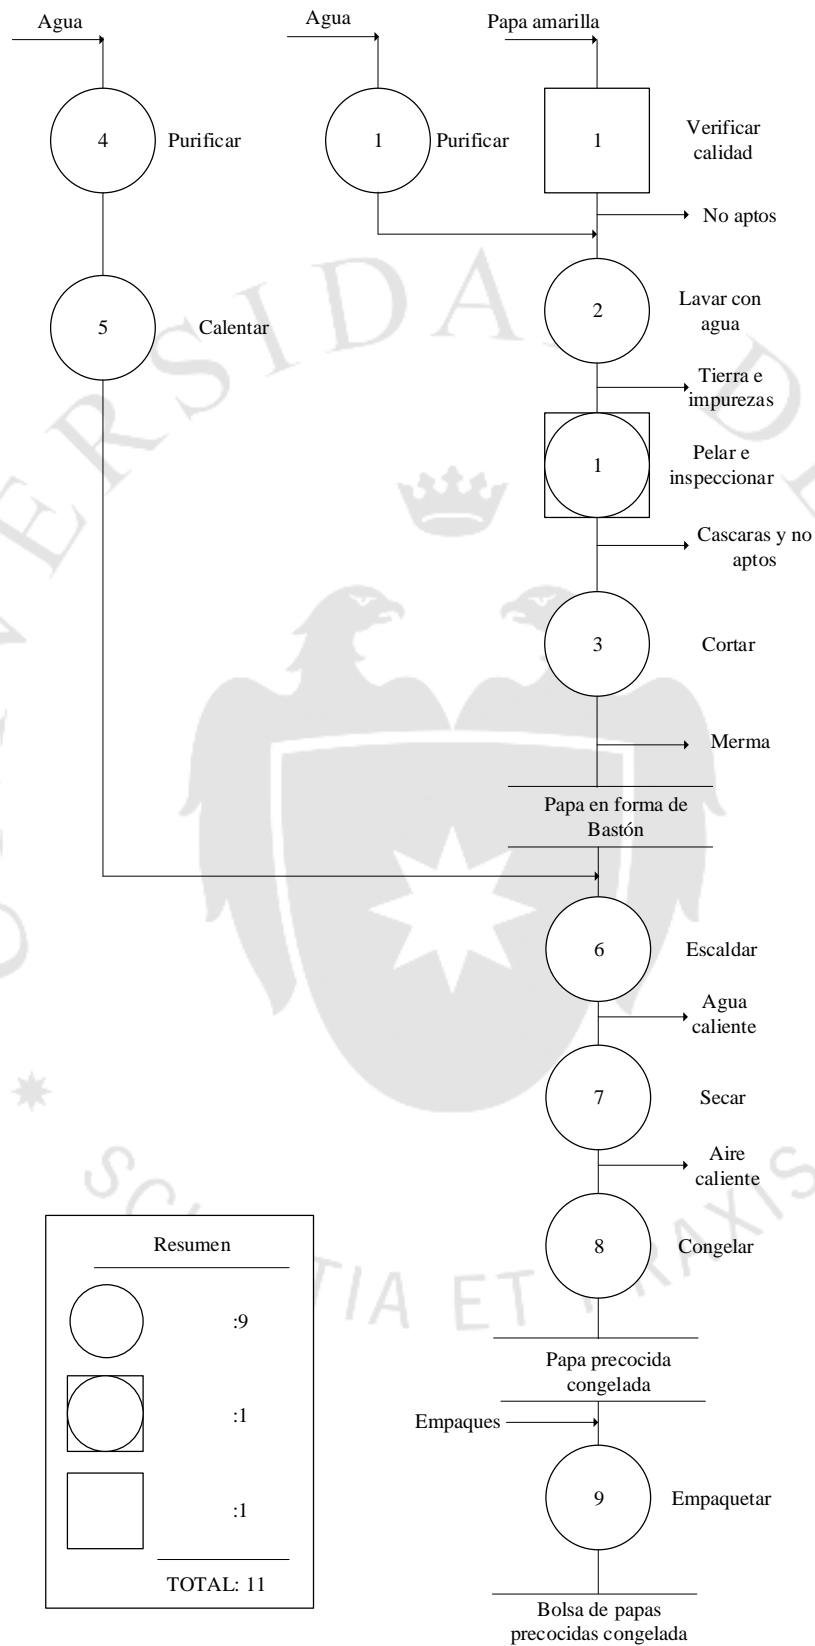 Agua
Agua
Papa amarilla
4
Purificar
1
Purificar
1
Verificar
calidad
No aptos
5
Calentar
2
Lavar con
agua
Tierra e
impurezas
1
Pelar e
inspeccionar
Cascaras y no
aptos
3
Cortar
Merma
Papa en forma de
Bastón
6
Escaldar
Agua
caliente
7
Secar
Aire
caliente
8
Congelar
Papa precocida
congelada
Empaques
9
Empaquetar
Bolsa de papas
precocidas congelada
Resumen
:9
:1
:1
TOTAL: 11